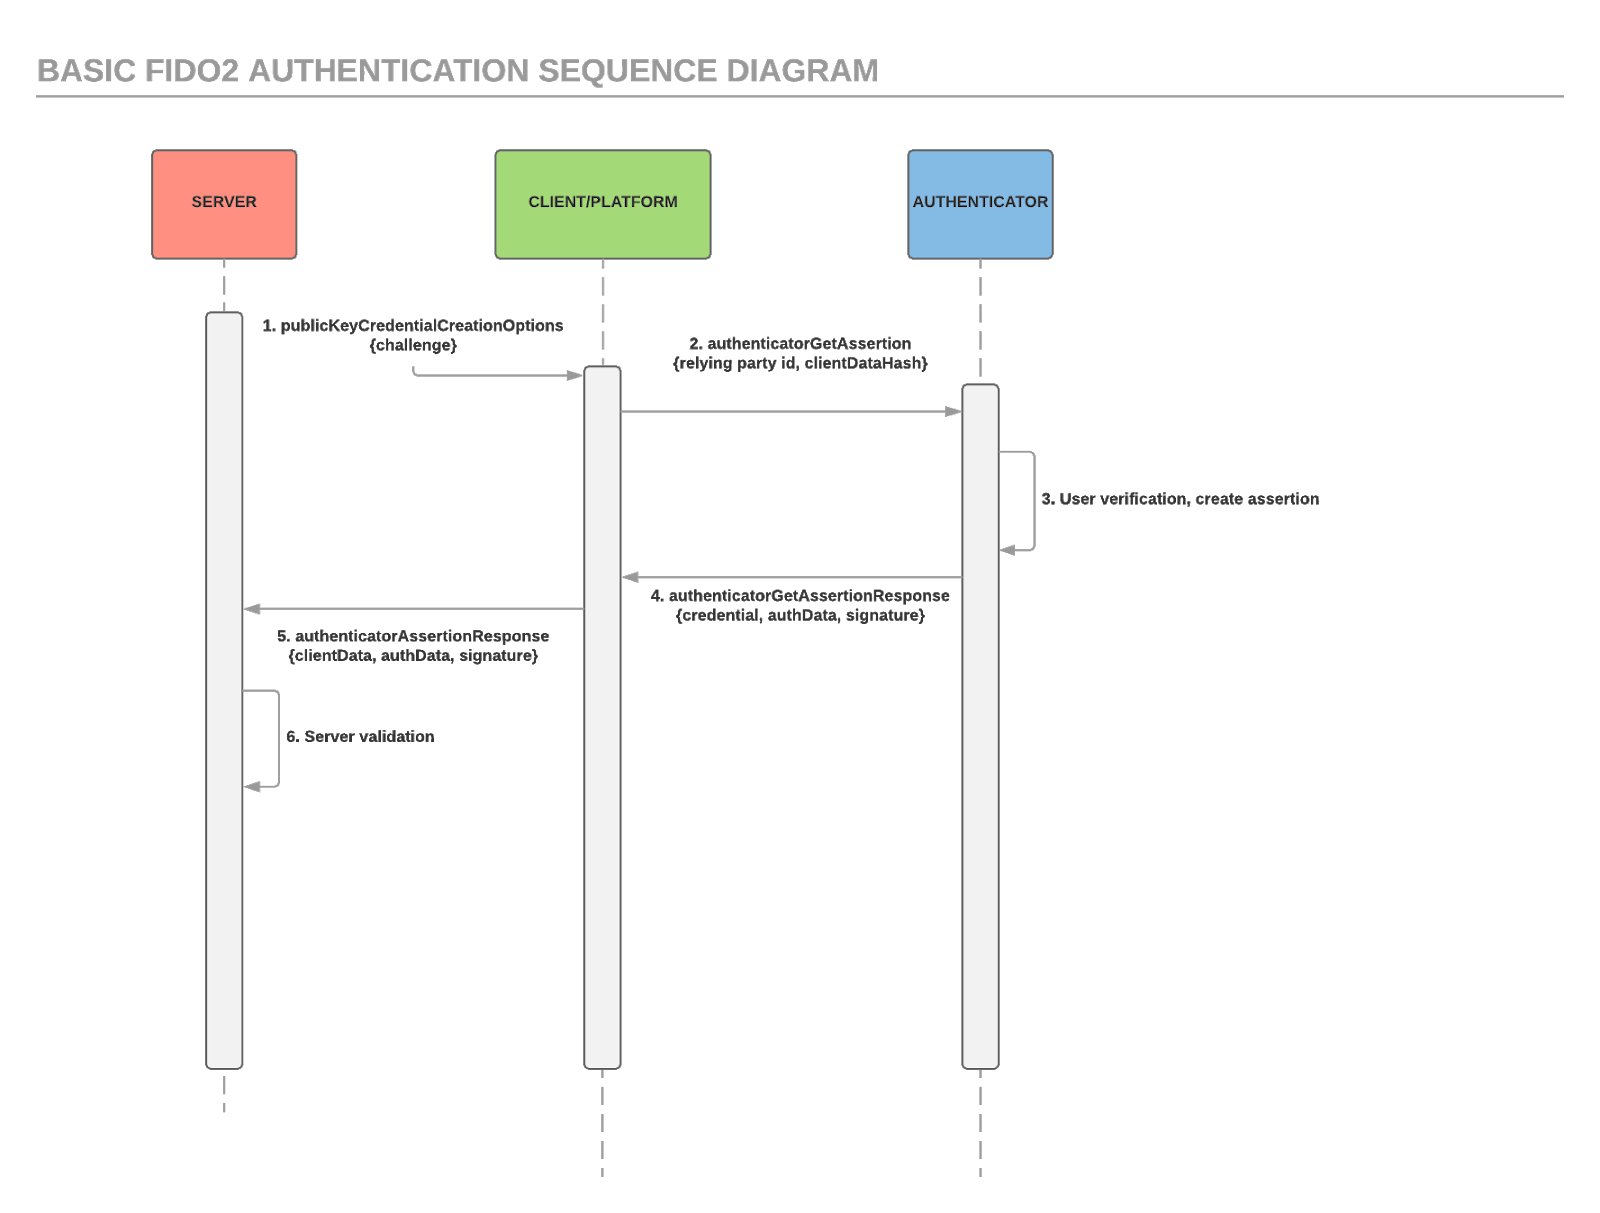 BASIC FIDO2 AUTHENTICATION SEQUENCE DIAGRAM
SERVER
CLIENT/PLATFORM
AUTHENTICATOR
1. publicKeyCredentialCreationOptions
{challenge}
2. authenticatorGetAssertion
{relying party id, clientDataHash}
3. User verification, create assertion
4. authenticatorGetAssertionResponse
{credential, authData, signature}
5. authenticatorAssertionResponse
{clientData, authData, signature}
6. Server validation